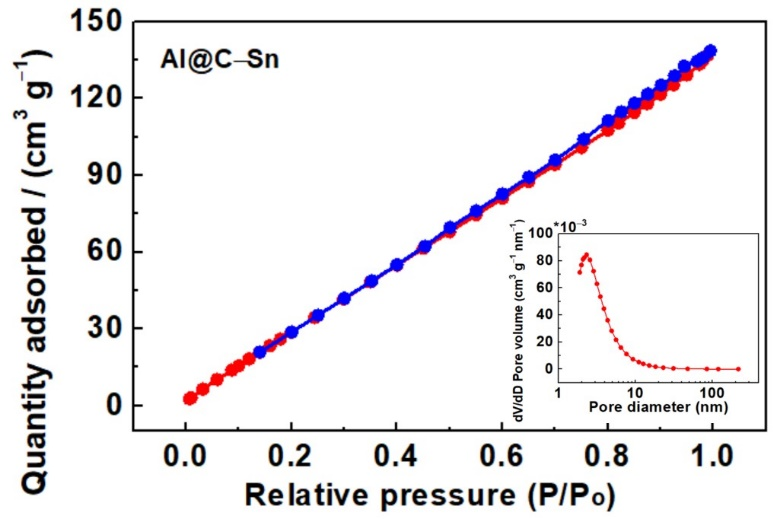 Al@C–Sn
Quantity adsorbed / (cm³ g⁻¹)
150
120
90
60
30
0
0.0 0.2 0.4 0.6 0.8 1.0
Relative pressure (P/Po)
*10⁻³
dV/dD Pore volume (cm³ g⁻¹ nm⁻¹)
100
80
60
40
20
0
1 10 100
Pore diameter (nm)